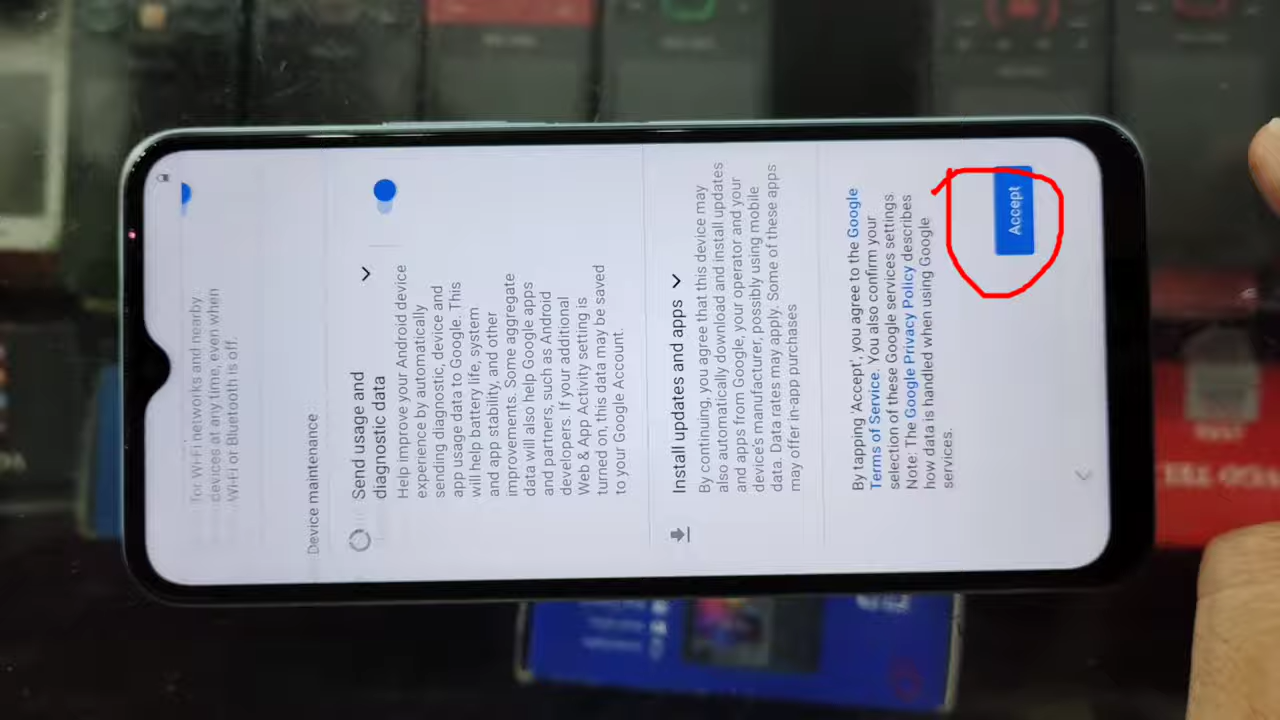 for Wi-Fi networks and nearby
devices at any time, even when
Wi-Fi or Bluetooth is off.
Device maintenance
Send usage and
diagnostic data
Help improve your Android device
experience by automatically
sending diagnostic, device and
app usage data to Google. This
will help battery life, system
and app stability, and other
improvements. Some aggregate
data will also help Google apps
and partners, such as Android
developers. If your additional
Web & App Activity setting is
turned on, this data may be saved
to your Google Account.
Install updates and apps
By continuing, you agree that this device may
also automatically download and install updates
and apps from Google, your operator and your
device's manufacturer, possibly using mobile
data. Data rates may apply. Some of these apps
may offer in-app purchases
By tapping 'Accept', you agree to the Google
Terms of Service. You also confirm your
selection of these Google services settings.
Note: The Google Privacy Policy describes
how data is handled when using Google
services.
Accept